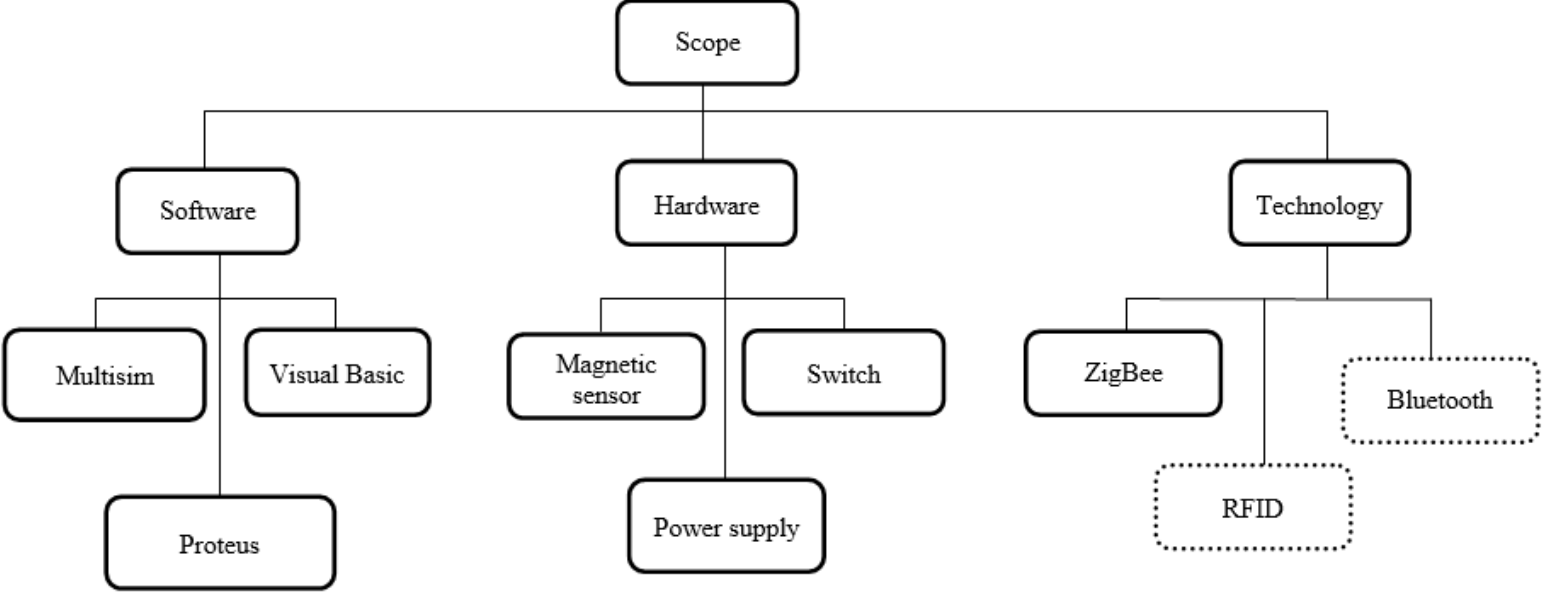 Scope
Software
Hardware
Technology
Multisim
Visual Basic
Magnetic
sensor
Switch
ZigBee
Bluetooth
Proteus
Power supply
RFID